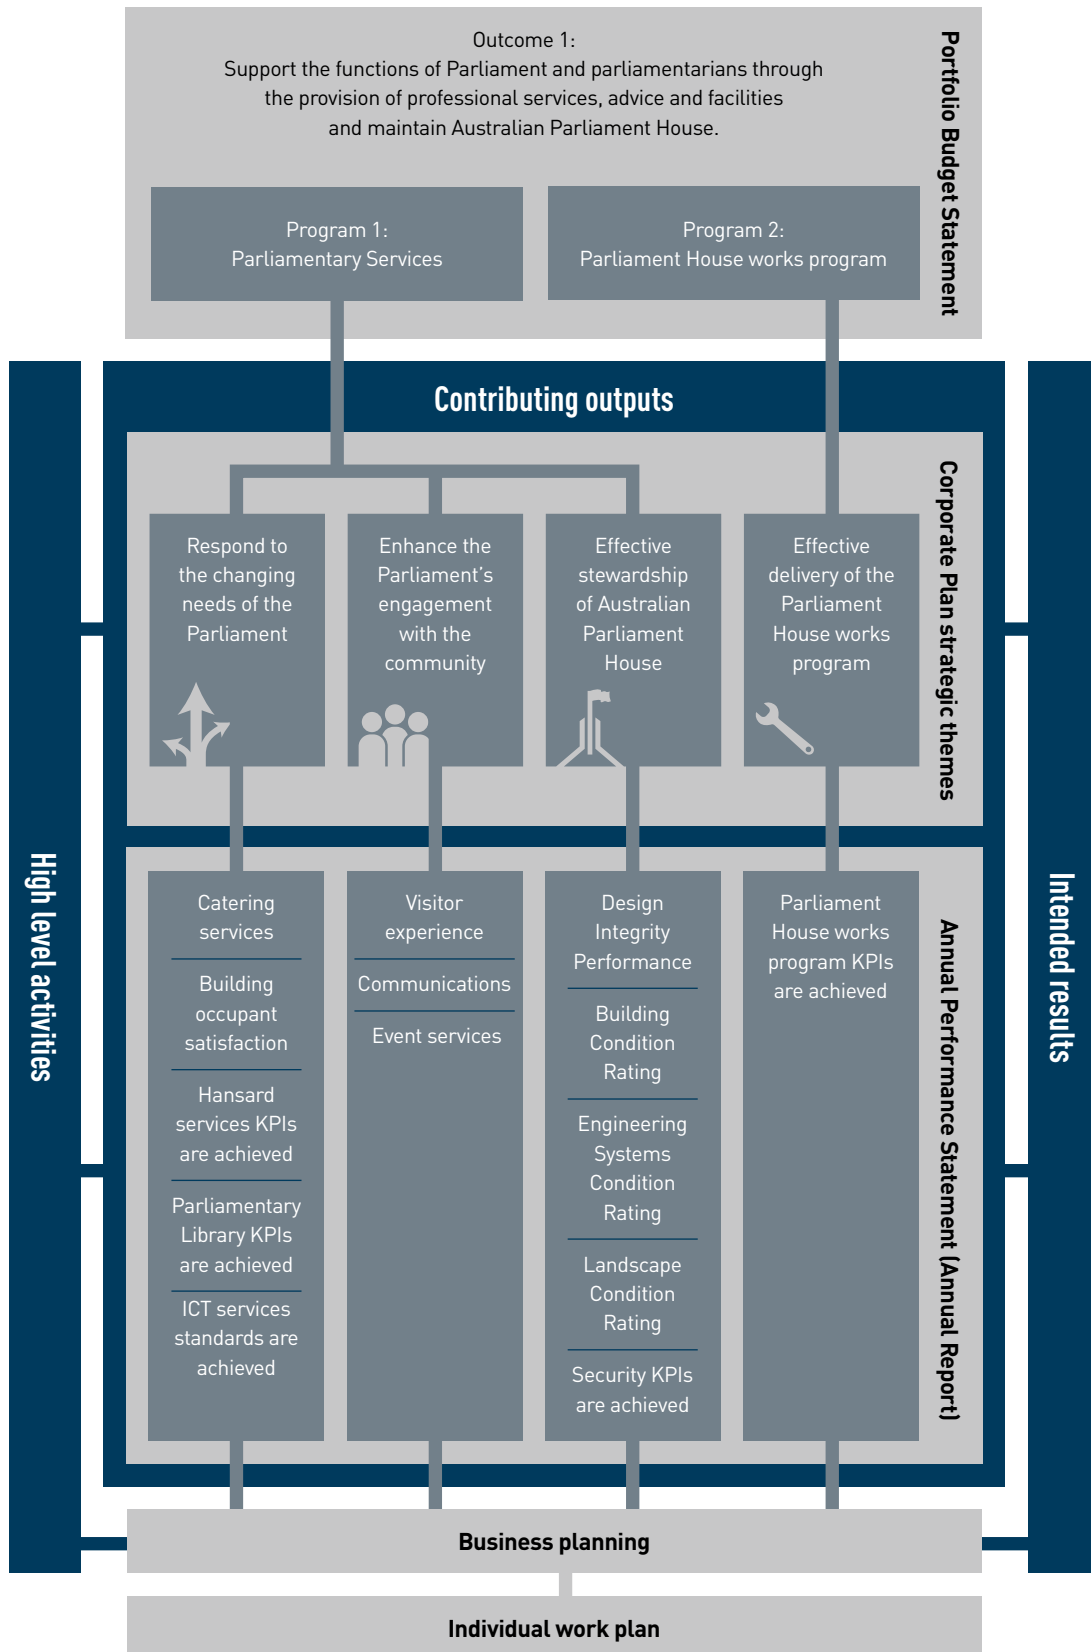 Outcome 1:
Support the functions of Parliament and parliamentarians through
the provision of professional services, advice and facilities
and maintain Australian Parliament House.
Portfolio Budget Statement
Program 1:
Parliamentary Services
Program 2:
Parliament House works program
High level activities
Contributing outputs
Intended results
Corporate Plan strategic themes
Respond to
the changing
needs of the
Parliament
Enhance the
Parliament’s
engagement
with the
community
Effective
stewardship
of Australian
Parliament
House
Effective
delivery of the
Parliament
House works
program
Annual Performance Statement (Annual Report)
Catering
services
Building
occupant
satisfaction
Hansard
services KPIs
are achieved
Parliamentary
Library KPIs
are achieved
ICT services
standards are
achieved
Visitor
experience
Communications
Event services
Design
Integrity
Performance
Building
Condition
Rating
Engineering
Systems
Condition
Rating
Landscape
Condition
Rating
Security KPIs
are achieved
Parliament
House works
program KPIs
are achieved
Business planning
Individual work plan